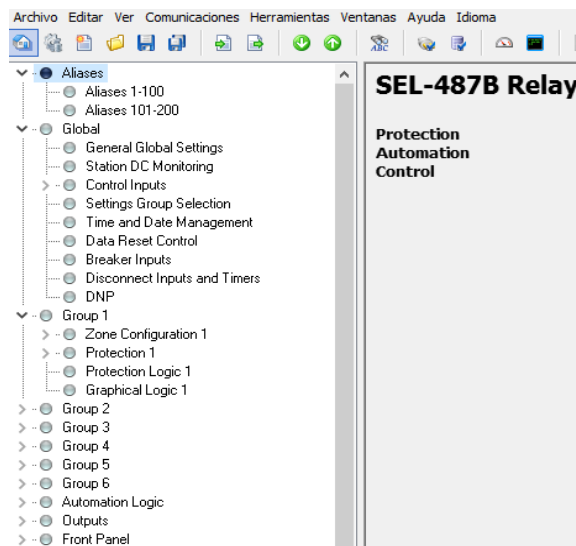 Archivo Editar Ver Comunicaciones Herramientas Ventanas Ayuda Idioma
Aliases
Aliases 1-100
Aliases 101-200
Global
General Global Settings
Station DC Monitoring
Control Inputs
Settings Group Selection
Time and Date Management
Data Reset Control
Breaker Inputs
Disconnect Inputs and Timers
DNP
Group 1
Zone Configuration 1
Protection 1
Protection Logic 1
Graphical Logic 1
Group 2
Group 3
Group 4
Group 5
Group 6
Automation Logic
Outputs
Front Panel
SEL-487B Relay
Protection
Automation
Control